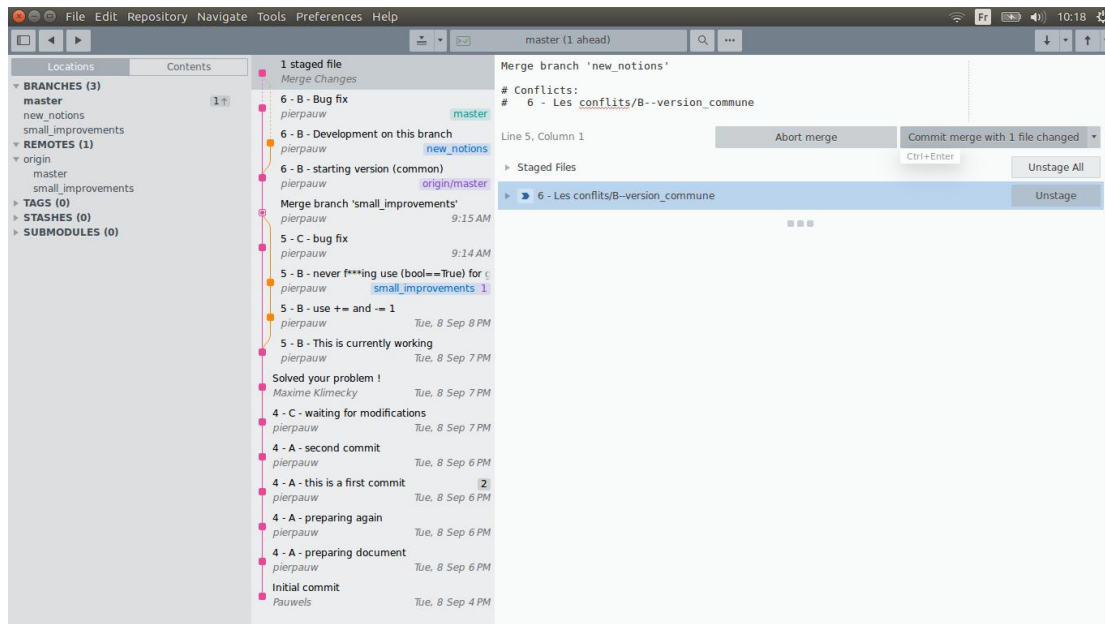 File Edit Repository Navigate Tools Preferences Help
Fr
10:18
master (1 ahead)
Locations Contents
BRANCHES (3)
master 1↑
new_notions
small_improvements
REMOTES (1)
origin
master
small_improvements
TAGS (0)
STASHES (0)
SUBMODULES (0)
1 staged file
Merge Changes
6 - B - Bug fix
pierpauw master
6 - B - Development on this branch
pierpauw new_notions
6 - B - starting version (common)
pierpauw origin/master
Merge branch 'small_improvements'
pierpauw 9:15 AM
5 - C - bug fix
pierpauw 9:14 AM
5 - B - never f***ing use (bool==True) for
pierpauw small_improvements 1
5 - B - use += and -= 1
pierpauw Tue, 8 Sep 8 PM
5 - B - This is currently working
pierpauw Tue, 8 Sep 7 PM
Solved your problem !
Maxime Klimecky Tue, 8 Sep 7 PM
4 - C - waiting for modifications
pierpauw Tue, 8 Sep 7 PM
4 - A - second commit
pierpauw Tue, 8 Sep 6 PM
4 - A - this is a first commit 2
pierpauw Tue, 8 Sep 6 PM
4 - A - preparing again
pierpauw Tue, 8 Sep 6 PM
4 - A - preparing document
pierpauw Tue, 8 Sep 6 PM
Initial commit
Pauwels Tue, 8 Sep 4 PM
Merge branch 'new_notions'
# Conflicts:
# 6 - Les conflits/B--version_commune
Line 5, Column 1 Abort merge Commit merge with 1 file changed
Ctrl+Enter
Staged Files Unstage All
6 - Les conflits/B--version_commune Unstage